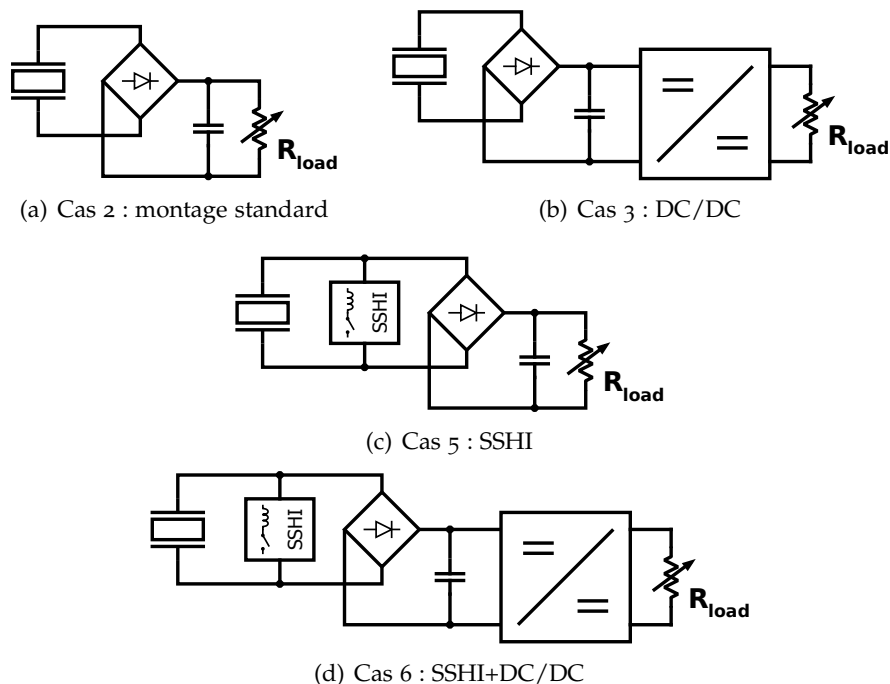 R_load
R_load
(a) Cas 2 : montage standard
(b) Cas 3 : DC/DC
SSHI
R_load
(c) Cas 5 : SSHI
SSHI
R_load
(d) Cas 6 : SSHI+DC/DC